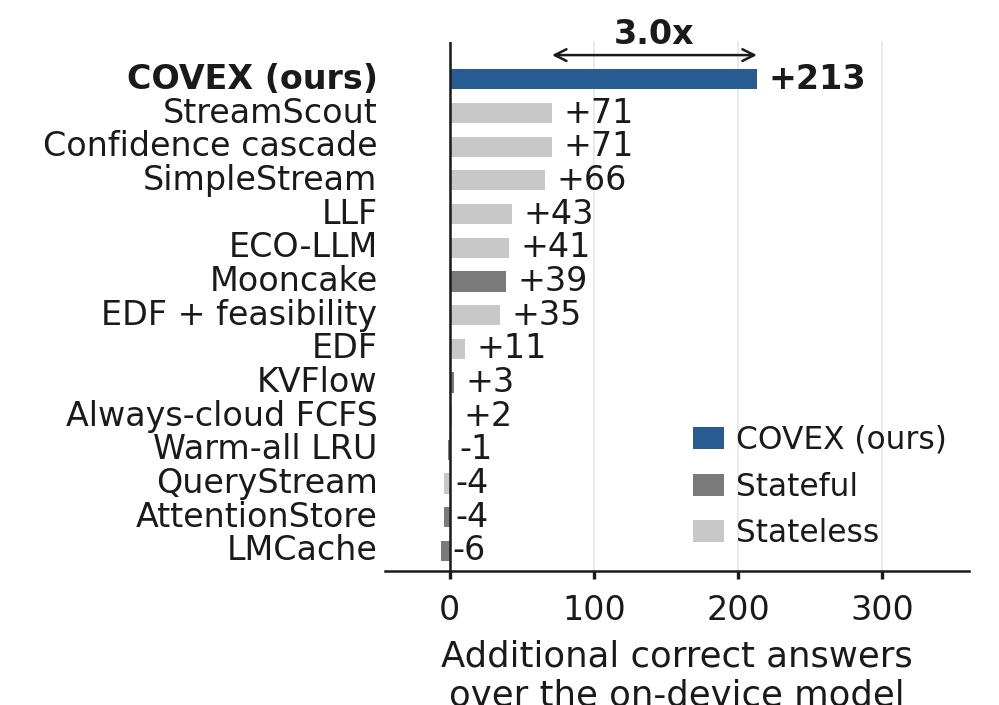 3.0x
COVEX (ours) +213
StreamScout +71
Confidence cascade +71
SimpleStream +66
LLF +43
ECO-LLM +41
Mooncake +39
EDF + feasibility +35
EDF +11
KVFlow +3
Always-cloud FCFS +2
Warm-all LRU -1
QueryStream -4
AttentionStore -4
LMCache -6
COVEX (ours)
Stateful
Stateless
0 100 200 300
Additional correct answers
over the on-device model